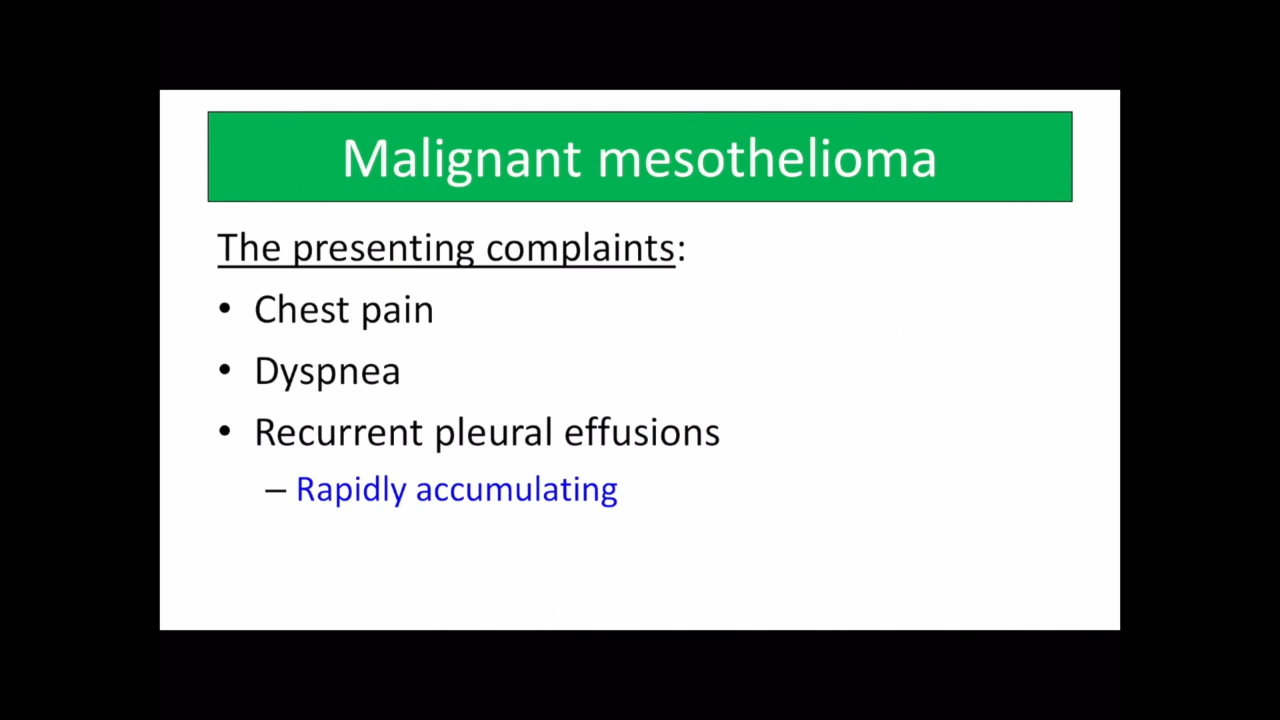 Malignant mesothelioma
The presenting complaints:
• Chest pain
• Dyspnea
• Recurrent pleural effusions
– Rapidly accumulating